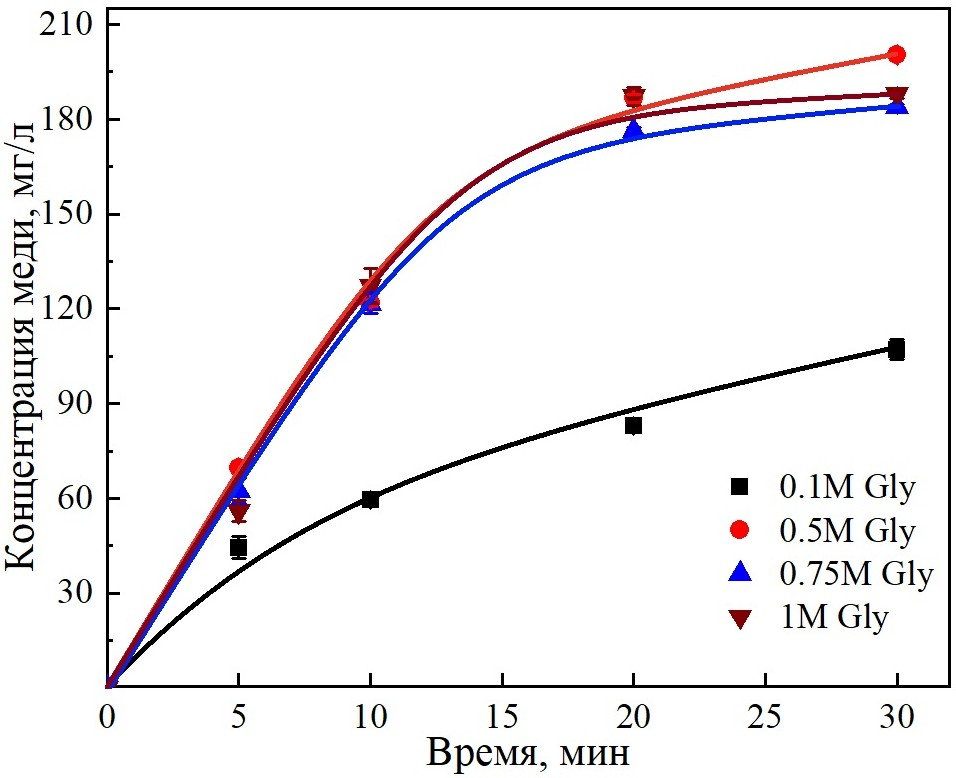 210
180
150
120
90
60
30
Концентрация меди, мг/л
0.1M Gly
0.5M Gly
0.75M Gly
1M Gly
0 5 10 15 20 25 30
Время, мин